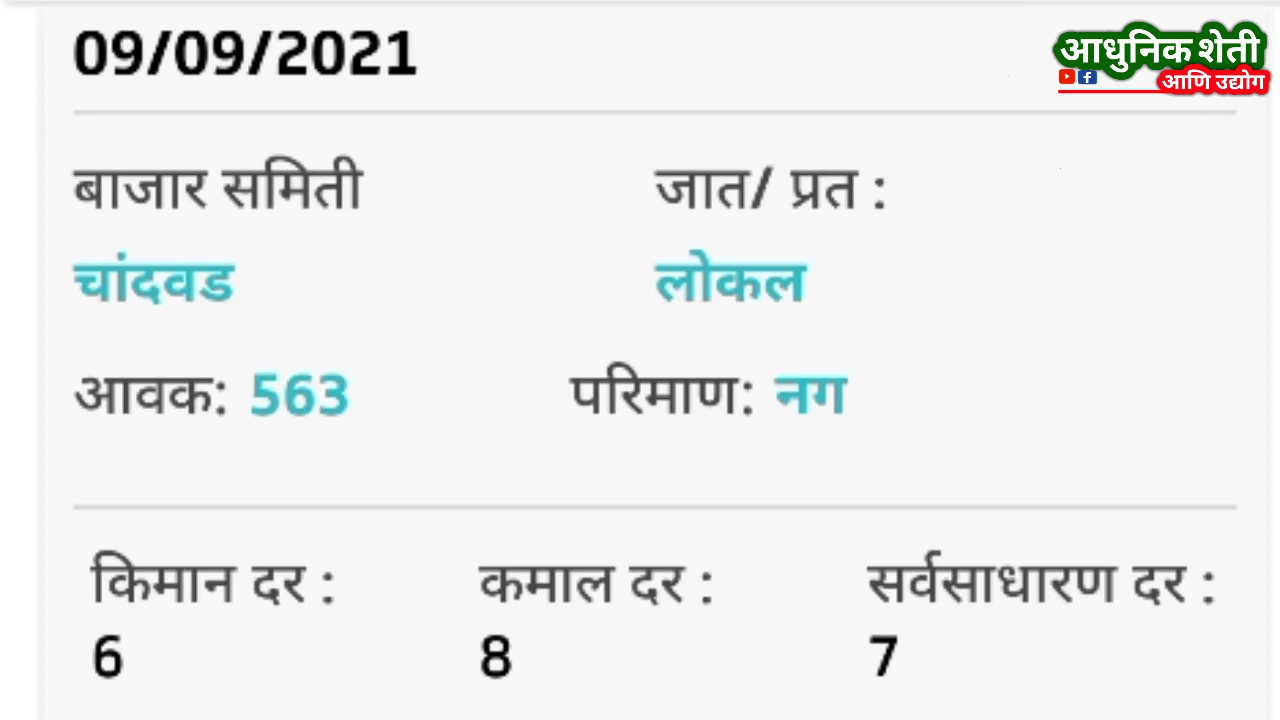 09/09/2021
आधुनिक शेती
आणि उद्योग
बाजार समिती
जात/ प्रत :
चांदवड
लोकल
आवक: 563
परिमाण: नग
किमान दर :
कमाल दर :
सर्वसाधारण दर :
6
8
7